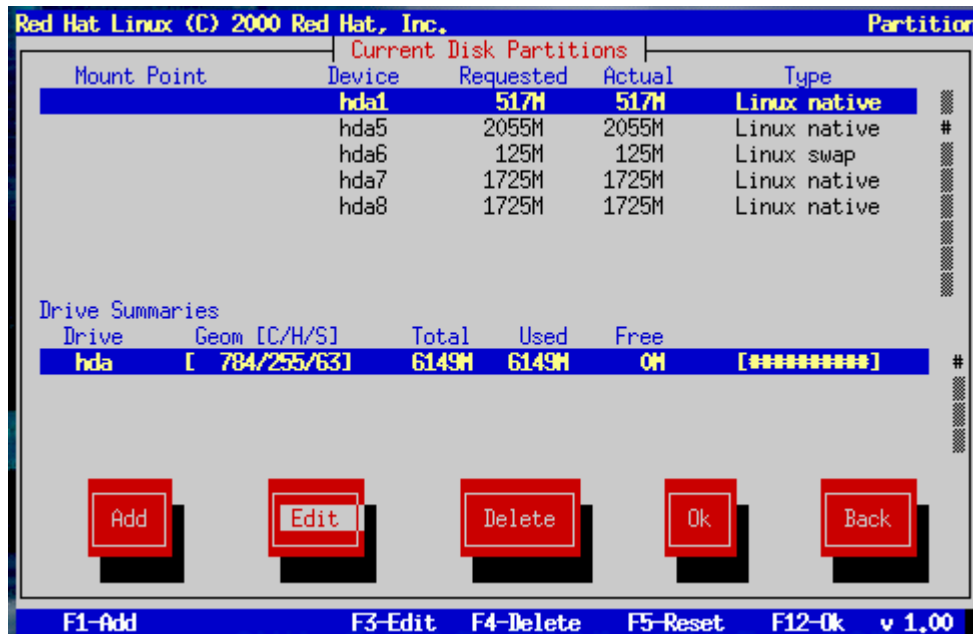 Red Hat Linux (C) 2000 Red Hat, Inc. Partition
Current Disk Partitions
Mount Point Device Requested Actual Type
hda1 517M 517M Linux native
hda5 2055M 2055M Linux native
#
hda6 125M 125M Linux swap
hda7 1725M 1725M Linux native
hda8 1725M 1725M Linux native
Drive Summaries
Drive Geom [C/H/S] Total Used Free
hda [ 784/255/63] 6149M 6149M 0M [##########]
#
Add Edit Delete Ok Back
F1-Add F3-Edit F4-Delete F5-Reset F12-Ok v 1.00